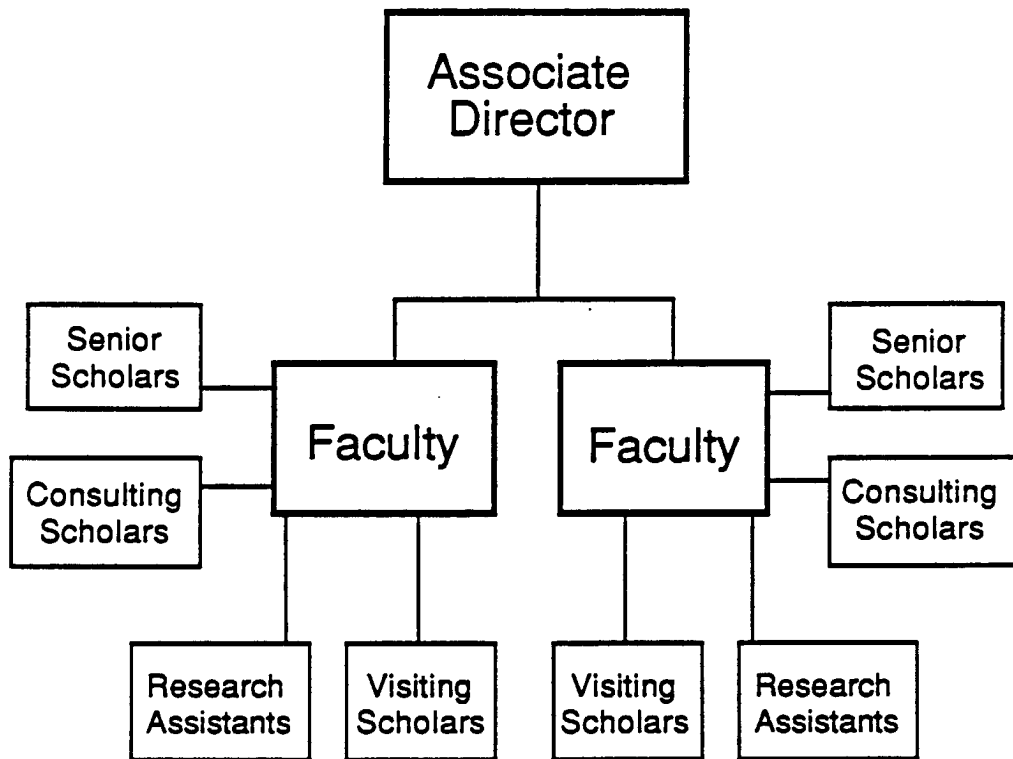 Associate
Director
Senior
Scholars
Senior
Scholars
Faculty
Faculty
Consulting
Scholars
Consulting
Scholars
Research
Assistants
Visiting
Scholars
Visiting
Scholars
Research
Assistants